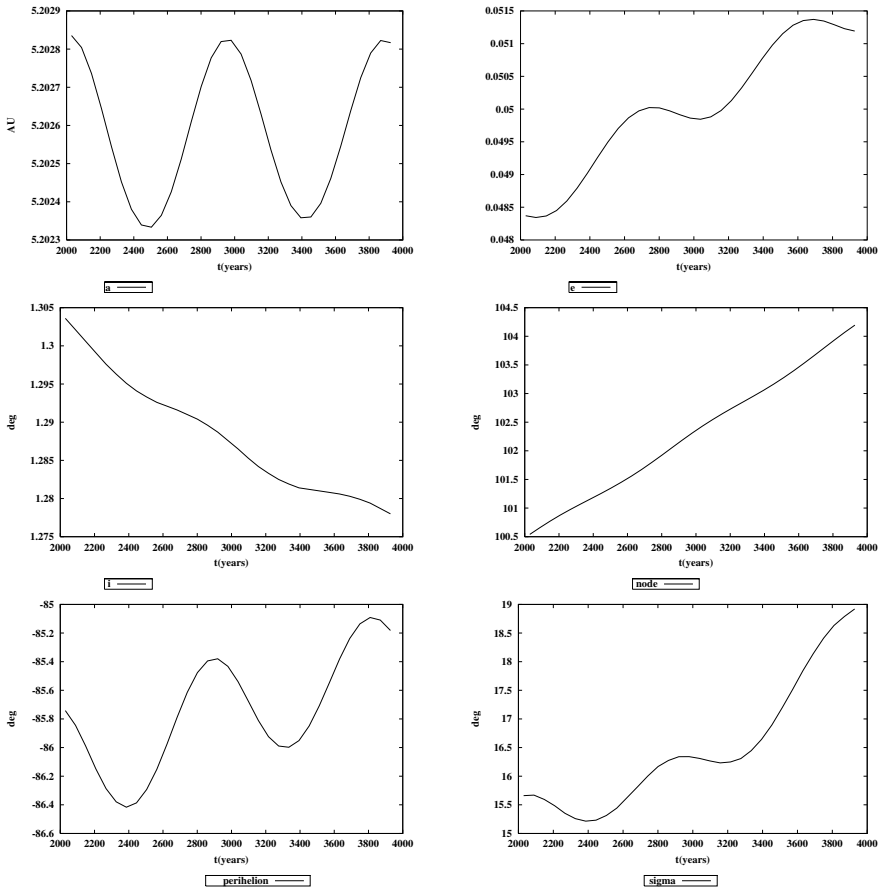 5.2029
5.2028
5.2027
5.2026
5.2025
5.2024
5.2023
AU
2000 2200 2400 2600 2800 3000 3200 3400 3600 3800 4000
t(years)
a
0.0515
0.051
0.0505
0.05
0.0495
0.049
0.0485
0.048
2000 2200 2400 2600 2800 3000 3200 3400 3600 3800 4000
t(years)
e
1.305
1.3
1.295
1.29
1.285
1.28
1.275
deg
2000 2200 2400 2600 2800 3000 3200 3400 3600 3800 4000
t(years)
i
104.5
104
103.5
103
102.5
102
101.5
101
100.5
deg
2000 2200 2400 2600 2800 3000 3200 3400 3600 3800 4000
t(years)
node
-85
-85.2
-85.4
-85.6
-85.8
-86
-86.2
-86.4
-86.6
deg
2000 2200 2400 2600 2800 3000 3200 3400 3600 3800 4000
t(years)
perihelion
19
18.5
18
17.5
17
16.5
16
15.5
15
deg
2000 2200 2400 2600 2800 3000 3200 3400 3600 3800 4000
t(years)
sigma